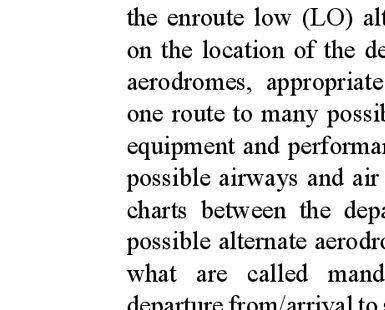 the enroute low (LO) alt
on the location of the de
aerodromes, appropriate
one route to many possib
equipment and performan
possible airways and air
charts between the depa
possible alternate aerodro
what are called mand
departure from/arrival to s